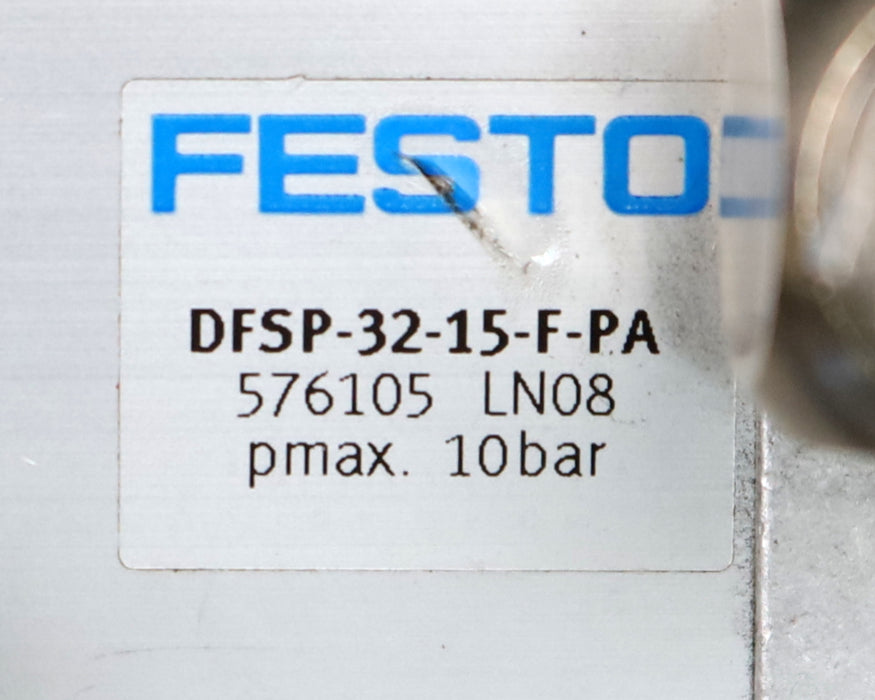 FESTO
DFSP-32-15-F-PA
576105 LN08
pmax. 10bar